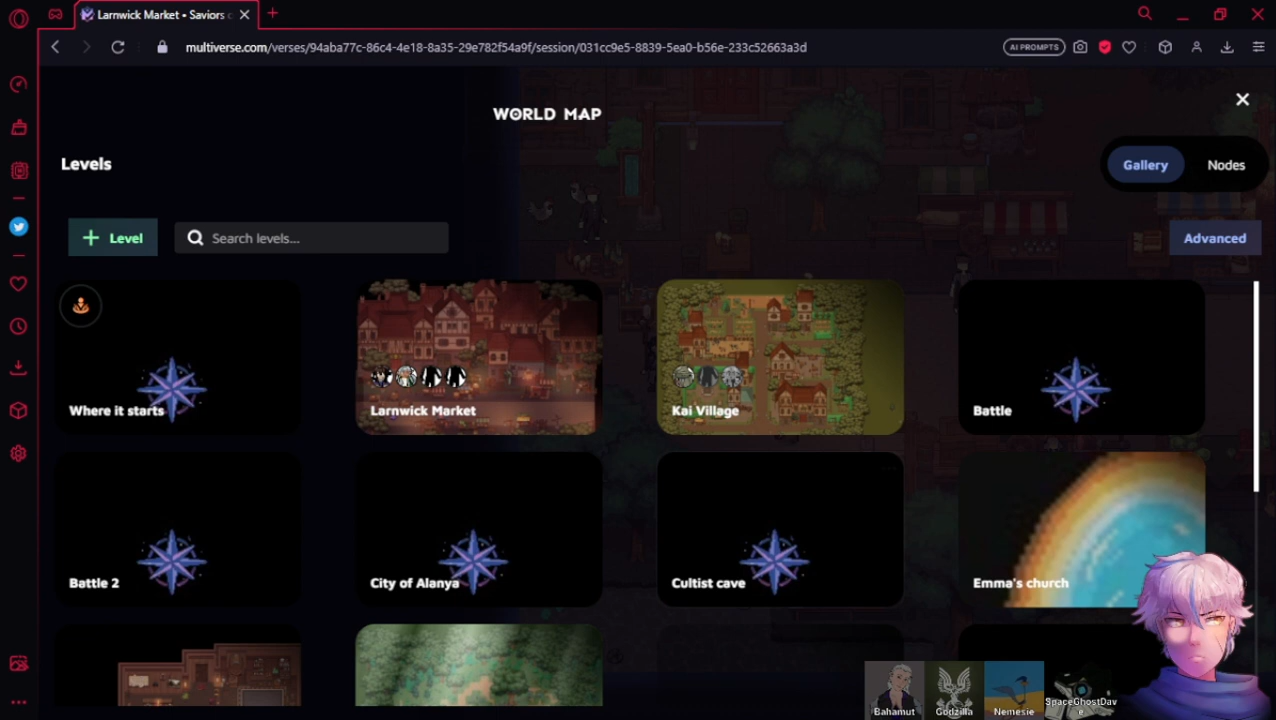 Larnwick Market • Saviors c
multiverse.com/verses/94aba77c-86c4-4e18-8a35-29e782f54a9f/session/031cc9e5-8839-5ea0-b56e-233c52663a3d
AI PROMPTS
WORLD MAP
Levels
Gallery
Nodes
+ Level
Search levels...
Advanced
Where it starts
Larnwick Market
Kai Village
Battle
Battle 2
City of Alanya
Cultist cave
Emma's church
Bahamut
Godzilla
Nemesie
SpaceGhostDav
e